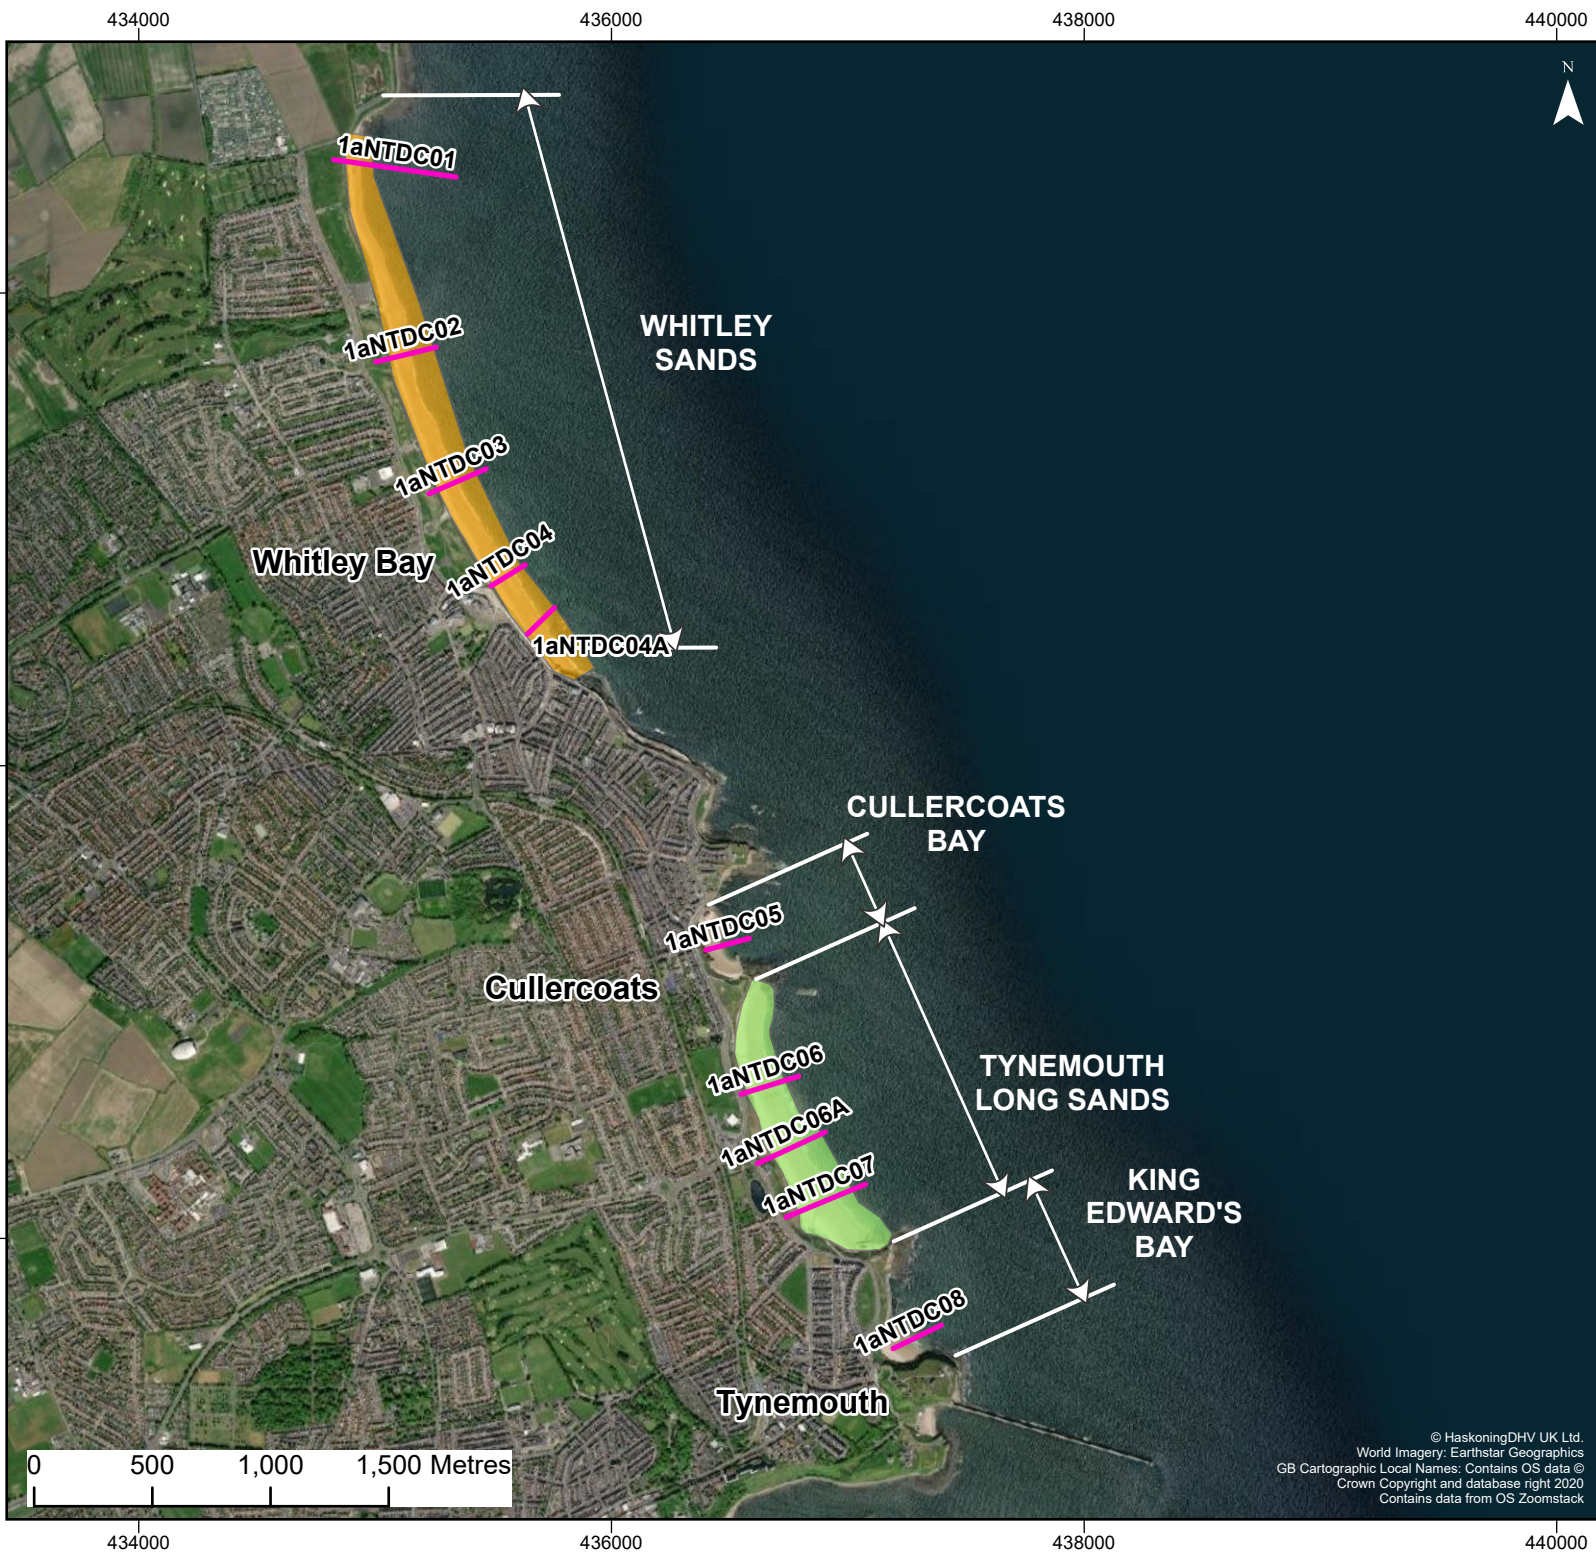 434000
436000
438000
440000
N
1aNTDC01
WHITLEY
SANDS
1aNTDC02
1aNTDC03
1aNTDC04
Whitley Bay
1aNTDC04A
CULLERCOATS
BAY
1aNTDC05
Cullercoats
1aNTDC06
TYNEMOUTH
LONG SANDS
1aNTDC06A
1aNTDC07
KING
EDWARD'S
BAY
1aNTDC08
Tynemouth
0 500 1,000 1,500 Metres
© HaskoningDHV UK Ltd.
World Imagery: Earthstar Geographics
GB Cartographic Local Names: Contains OS data ©
Crown Copyright and database right 2020
Contains data from OS Zoomstack
434000
436000
438000
440000